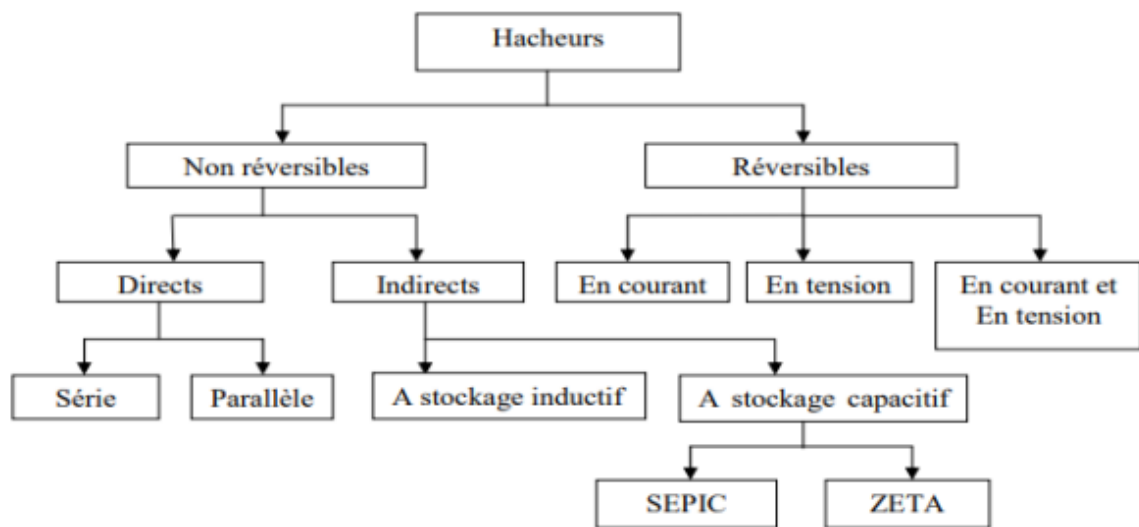 Hacheurs
Non réversibles
Réversibles
Directs
Indirects
En courant
En tension
En courant et
En tension
Série
Parallèle
A stockage inductif
A stockage capacitif
SEPIC
ZETA